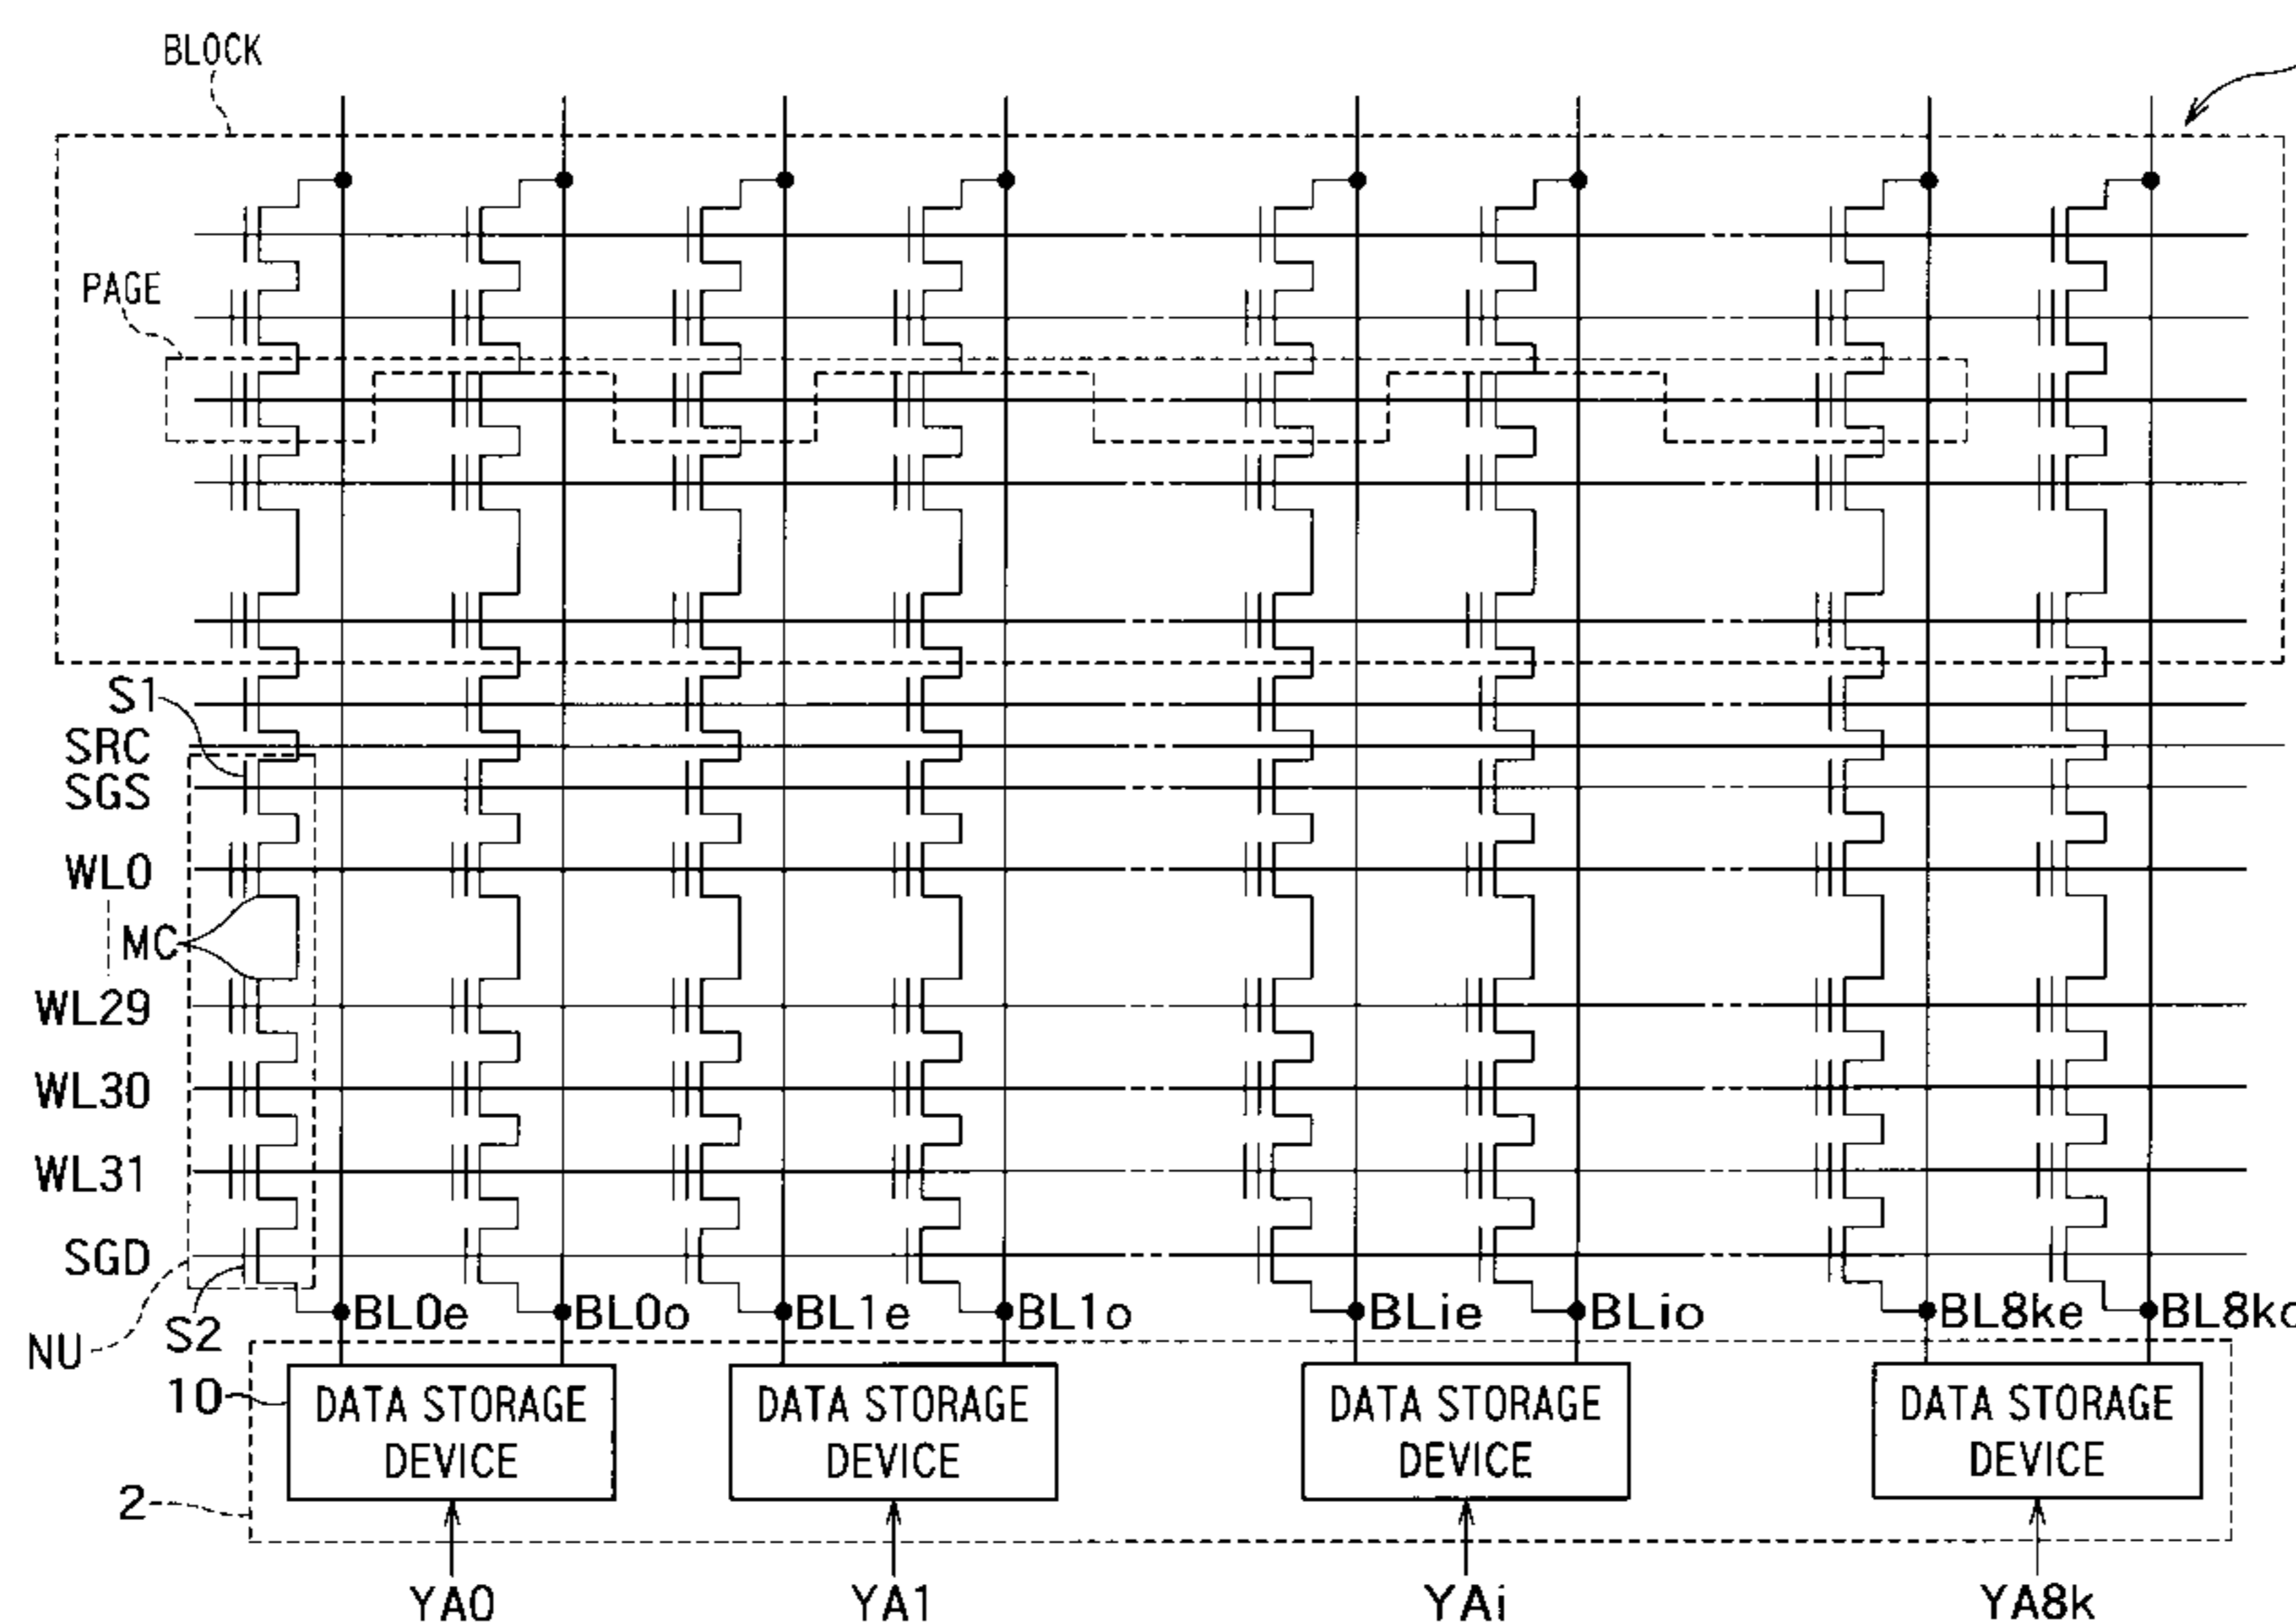 BLOCK
PAGE
S1
SRC
SGS
WL0
MC
WL29
WL30
WL31
SGD
BL0e BL0o BL1e BL1o BLie BLio BL8ke BL8ko
NU S2
10 DATA STORAGE DEVICE
DATA STORAGE DEVICE
DATA STORAGE DEVICE
DATA STORAGE DEVICE
2
YA0 YA1 YAi YA8k